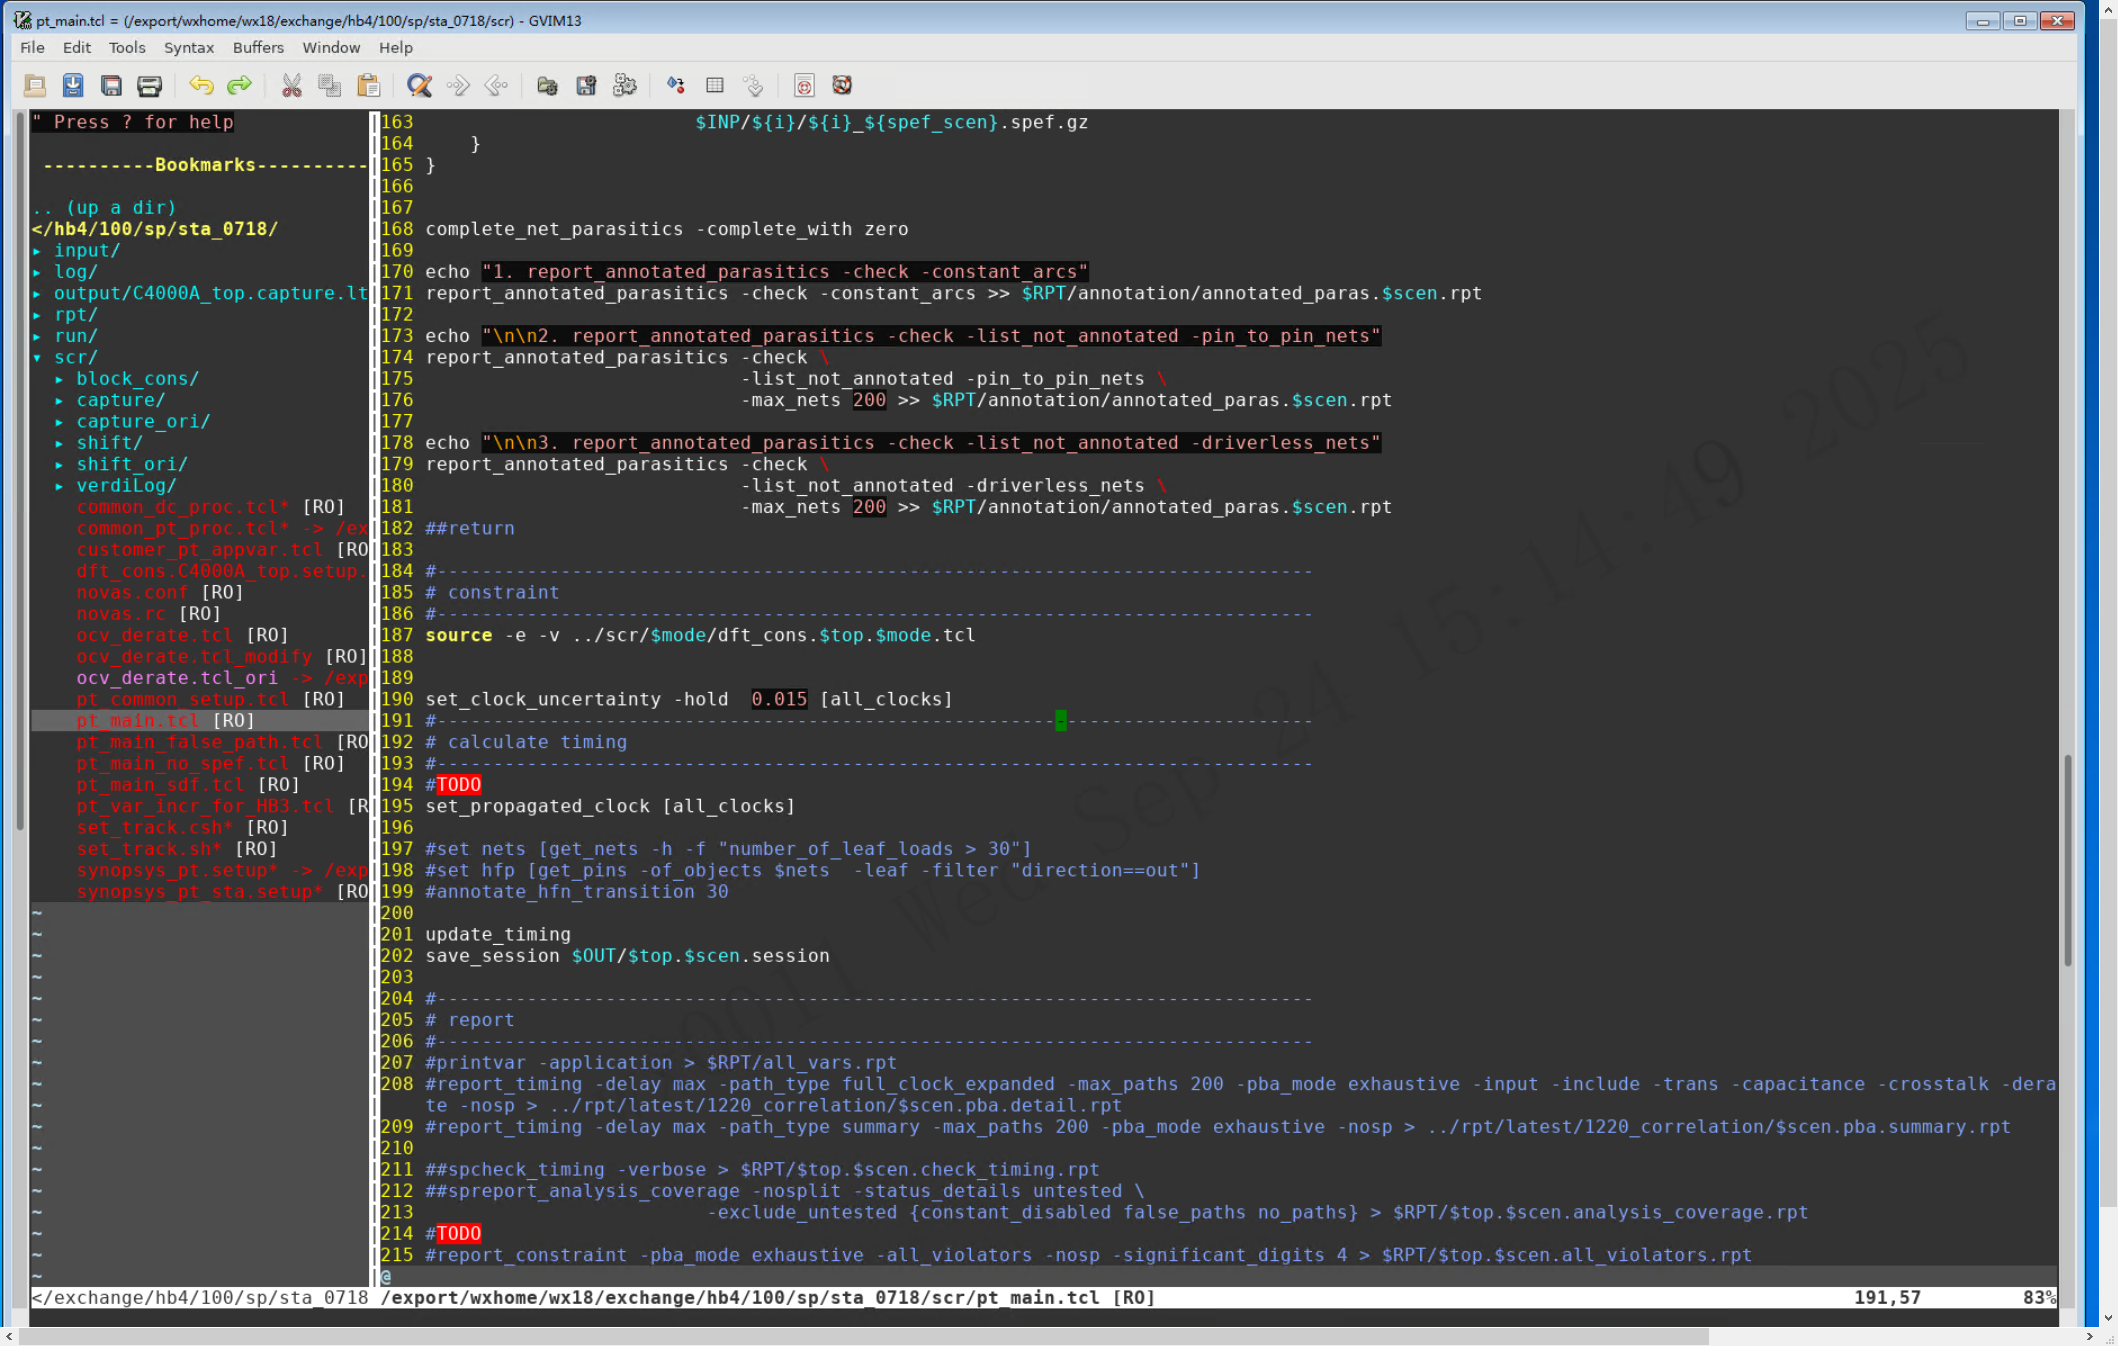 pt_main.tcl = (/export/wxhome/wx18/exchange/hb4/100/sp/sta_0718/scr) - GVIM13
File Edit Tools Syntax Buffers Window Help
" Press ? for help
----------Bookmarks----------
.. (up a dir)
</hb4/100/sp/sta_0718/
▸ input/
▸ log/
▸ output/C4000A_top.capture.lt
▸ rpt/
▸ run/
▾ scr/
▸ block_cons/
▸ capture/
▸ capture_ori/
▸ shift/
▸ shift_ori/
▸ verdiLog/
common_dc_proc.tcl* [RO]
common_pt_proc.tcl* -> /ex
customer_pt_appvar.tcl [RO
dft_cons.C4000A_top.setup.
novas.conf [RO]
novas.rc [RO]
ocv_derate.tcl [RO]
ocv_derate.tcl_modify [RO]
ocv_derate.tcl_ori -> /exp
pt_common_setup.tcl [RO]
pt_main.tcl [RO]
pt_main_false_path.tcl [RO
pt_main_no_spef.tcl [RO]
pt_main_sdf.tcl [RO]
pt_var_incr_for_HB3.tcl [R
set_track.csh* [RO]
set_track.sh* [RO]
synopsys_pt.setup* -> /exp
synopsys_pt_sta.setup* [RO
163                         $INP/${i}/${i}_${spef_scen}.spef.gz
164     }
165 }
166
167
168 complete_net_parasitics -complete_with zero
169
170 echo "1. report_annotated_parasitics -check -constant_arcs"
171 report_annotated_parasitics -check -constant_arcs >> $RPT/annotation/annotated_paras.$scen.rpt
172
173 echo "\n\n2. report_annotated_parasitics -check -list_not_annotated -pin_to_pin_nets"
174 report_annotated_parasitics -check \
175                             -list_not_annotated -pin_to_pin_nets \
176                             -max_nets 200 >> $RPT/annotation/annotated_paras.$scen.rpt
177
178 echo "\n\n3. report_annotated_parasitics -check -list_not_annotated -driverless_nets"
179 report_annotated_parasitics -check \
180                             -list_not_annotated -driverless_nets \
181                             -max_nets 200 >> $RPT/annotation/annotated_paras.$scen.rpt
182 ##return
183
184 #------------------------------------------------------------------------------
185 # constraint
186 #------------------------------------------------------------------------------
187 source -e -v ../scr/$mode/dft_cons.$top.$mode.tcl
188
189
190 set_clock_uncertainty -hold  0.015 [all_clocks]
191 #------------------------------------------------------------------------------
192 # calculate timing
193 #------------------------------------------------------------------------------
194 #TODO
195 set_propagated_clock [all_clocks]
196
197 #set nets [get_nets -h -f "number_of_leaf_loads > 30"]
198 #set hfp [get_pins -of_objects $nets  -leaf -filter "direction==out"]
199 #annotate_hfn_transition 30
200
201 update_timing
202 save_session $OUT/$top.$scen.session
203
204 #------------------------------------------------------------------------------
205 # report
206 #------------------------------------------------------------------------------
207 #printvar -application > $RPT/all_vars.rpt
208 #report_timing -delay max -path_type full_clock_expanded -max_paths 200 -pba_mode exhaustive -input -include -trans -capacitance -crosstalk -dera
te -nosp > ../rpt/latest/1220_correlation/$scen.pba.detail.rpt
209 #report_timing -delay max -path_type summary -max_paths 200 -pba_mode exhaustive -nosp > ../rpt/latest/1220_correlation/$scen.pba.summary.rpt
210
211 ##spcheck_timing -verbose > $RPT/$top.$scen.check_timing.rpt
212 ##spreport_analysis_coverage -nosplit -status_details untested \
213                          -exclude_untested {constant_disabled false_paths no_paths} > $RPT/$top.$scen.analysis_coverage.rpt
214 #TODO
215 #report_constraint -pba_mode exhaustive -all_violators -nosp -significant_digits 4 > $RPT/$top.$scen.all_violators.rpt
@
</exchange/hb4/100/sp/sta_0718 /export/wxhome/wx18/exchange/hb4/100/sp/sta_0718/scr/pt_main.tcl [RO] 191,57 83%
Wed Sep 24 15:14:49 2025